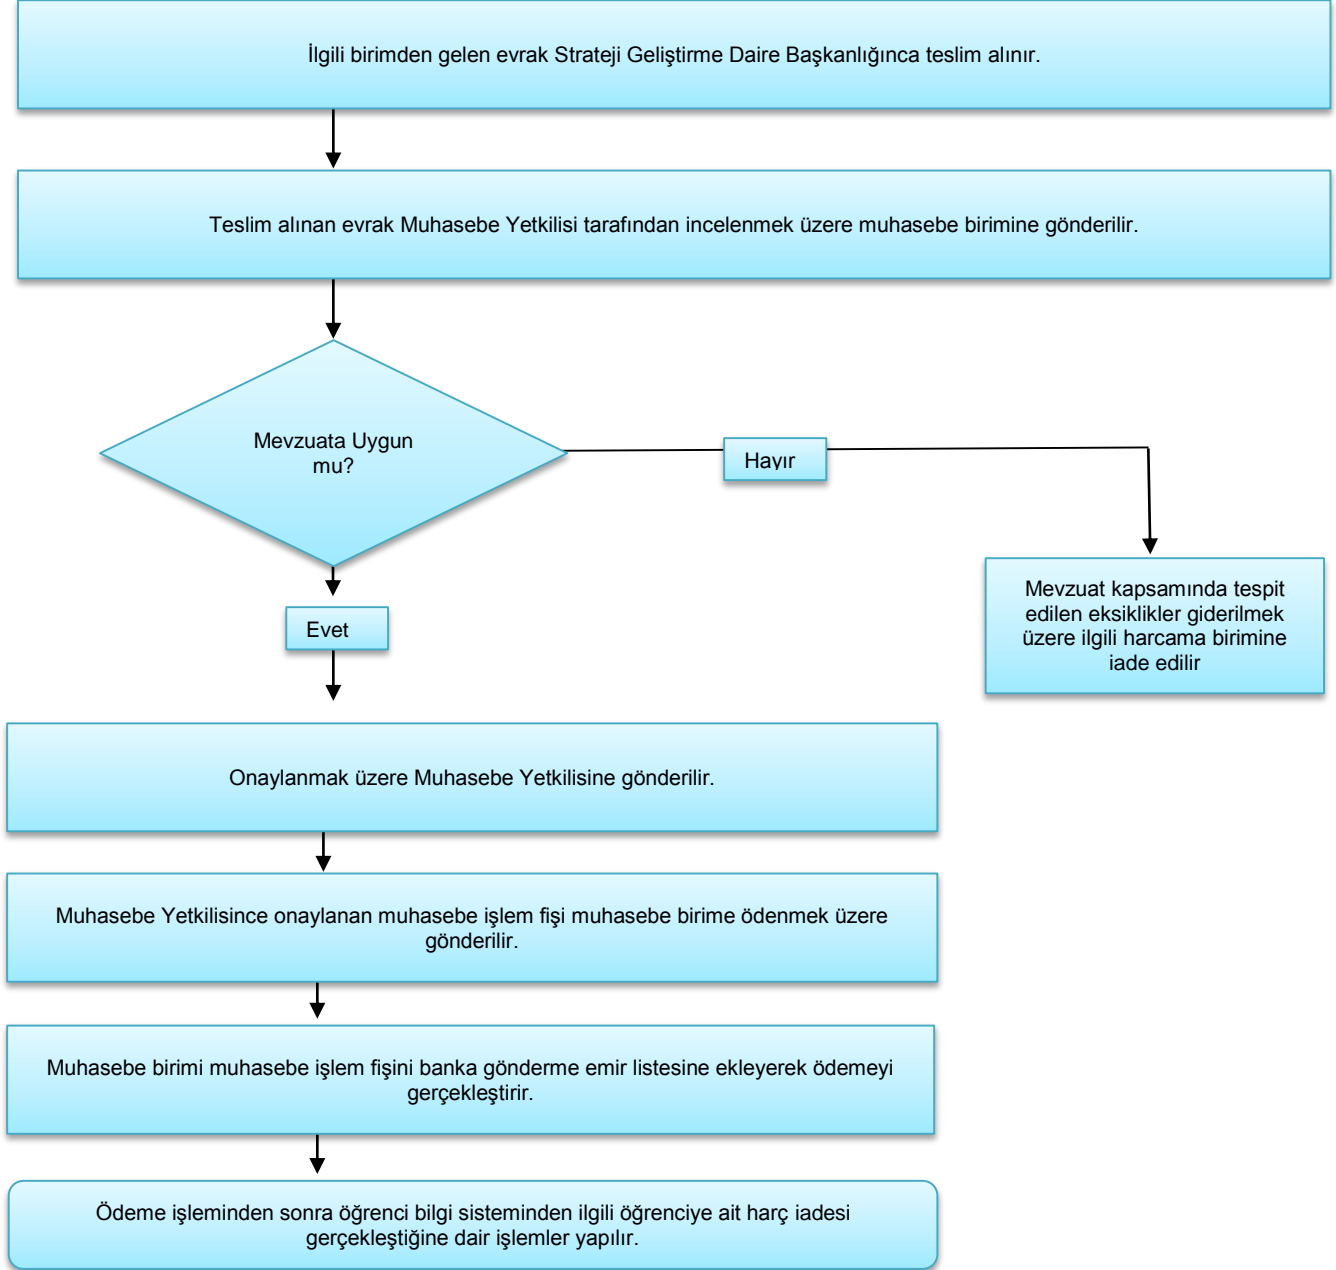 İlgili birimden gelen evrak Strateji Geliştirme Daire Başkanlığınca teslim alınır.
Teslim alınan evrak Muhasebe Yetkilisi tarafından incelenmek üzere muhasebe birimine gönderilir.
Mevzuata Uygun
mu?
Hayır
Evet
Mevzuat kapsamında tespit
edilen eksiklikler giderilmek
üzere ilgili harcama birimine
iade edilir
Onaylanmak üzere Muhasebe Yetkilisine gönderilir.
Muhasebe Yetkilisince onaylanan muhasebe işlem fişi muhasebe birime ödenmek üzere
gönderilir.
Muhasebe birimi muhasebe işlem fişini banka gönderme emir listesine ekleyerek ödemeyi
gerçekleştirir.
Ödeme işleminden sonra öğrenci bilgi sisteminden ilgili öğrenciye ait harç iadesi
gerçekleştiğine dair işlemler yapılır.